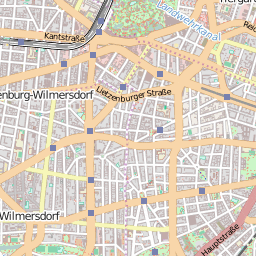 Landwehrkanal
Kantstraße
Lietzenburger Straße
enburg-Wilmersdorf
Wilmersdorf
Hauptstraße